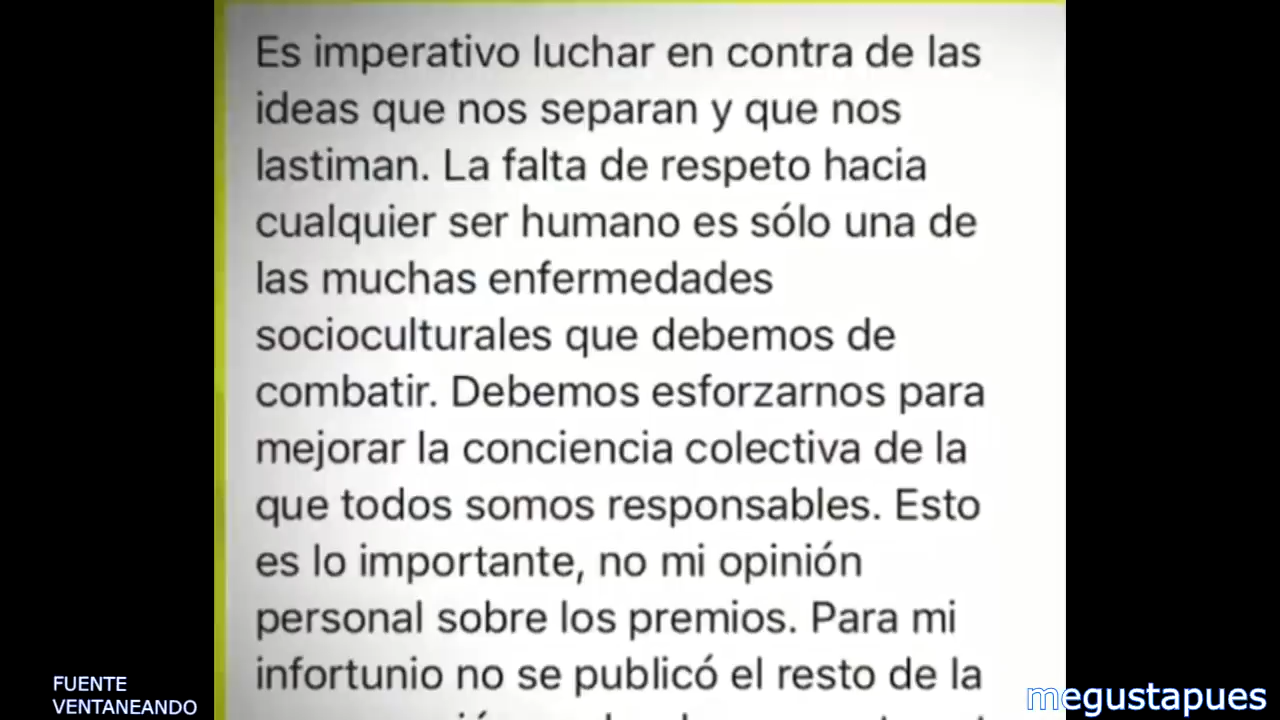 Es imperativo luchar en contra de las
ideas que nos separan y que nos
lastiman. La falta de respeto hacia
cualquier ser humano es sólo una de
las muchas enfermedades
socioculturales que debemos de
combatir. Debemos esforzarnos para
mejorar la conciencia colectiva de la
que todos somos responsables. Esto
es lo importante, no mi opinión
personal sobre los premios. Para mi
infortunio no se publicó el resto de la
FUENTE
VENTANEANDO
megustapues